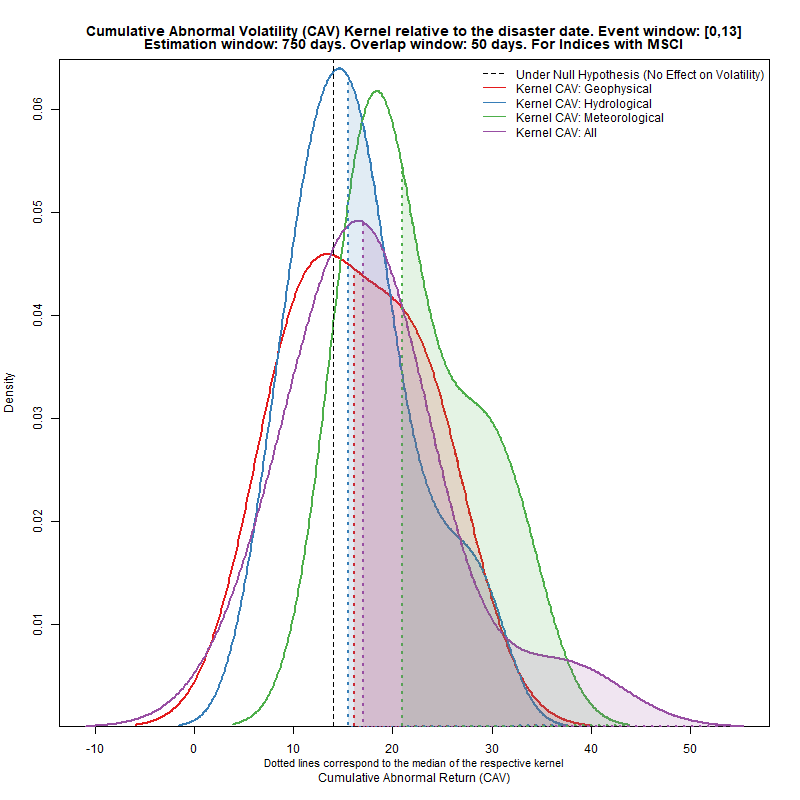 Cumulative Abnormal Volatility (CAV) Kernel relative to the disaster date. Event window: [0,13]
Estimation window: 750 days. Overlap window: 50 days. For Indices with MSCI
Under Null Hypothesis (No Effect on Volatility)
Kernel CAV: Geophysical
Kernel CAV: Hydrological
Kernel CAV: Meteorological
Kernel CAV: All
0.06
0.05
0.04
0.03
0.02
0.01
Density
-10 0 10 20 30 40 50
Dotted lines correspond to the median of the respective kernel
Cumulative Abnormal Return (CAV)